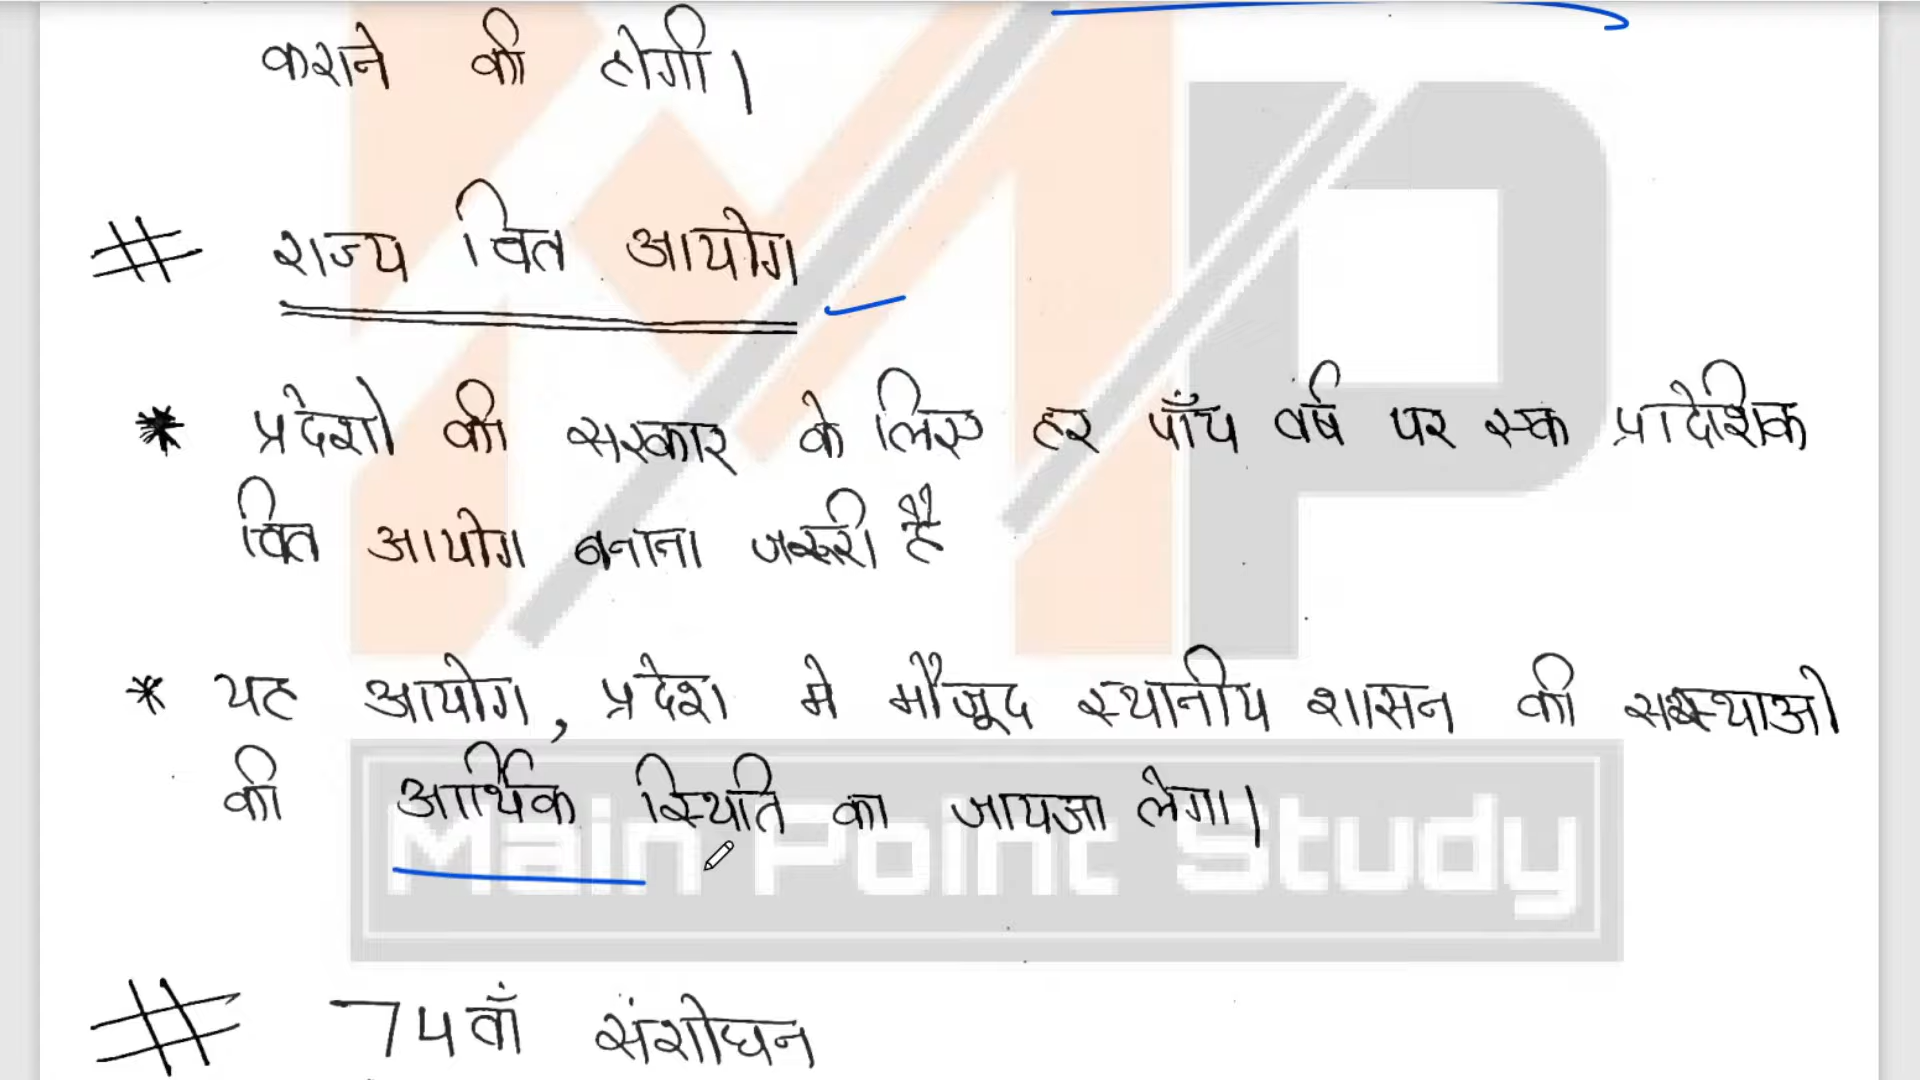 कराने की होगी।
# राज्य वित आयोग
* प्रदेशो की सरकार के लिए हर पाँच वर्ष पर एक प्रादेशिक
वित आयोग बनाना जरूरी है
* यह आयोग, प्रदेश मे मौजूद स्थानीय शासन की संस्थाओ
की आर्थिक स्थिति का जायजा लेगा।
Main Point Study
# 74वाँ संशोधन